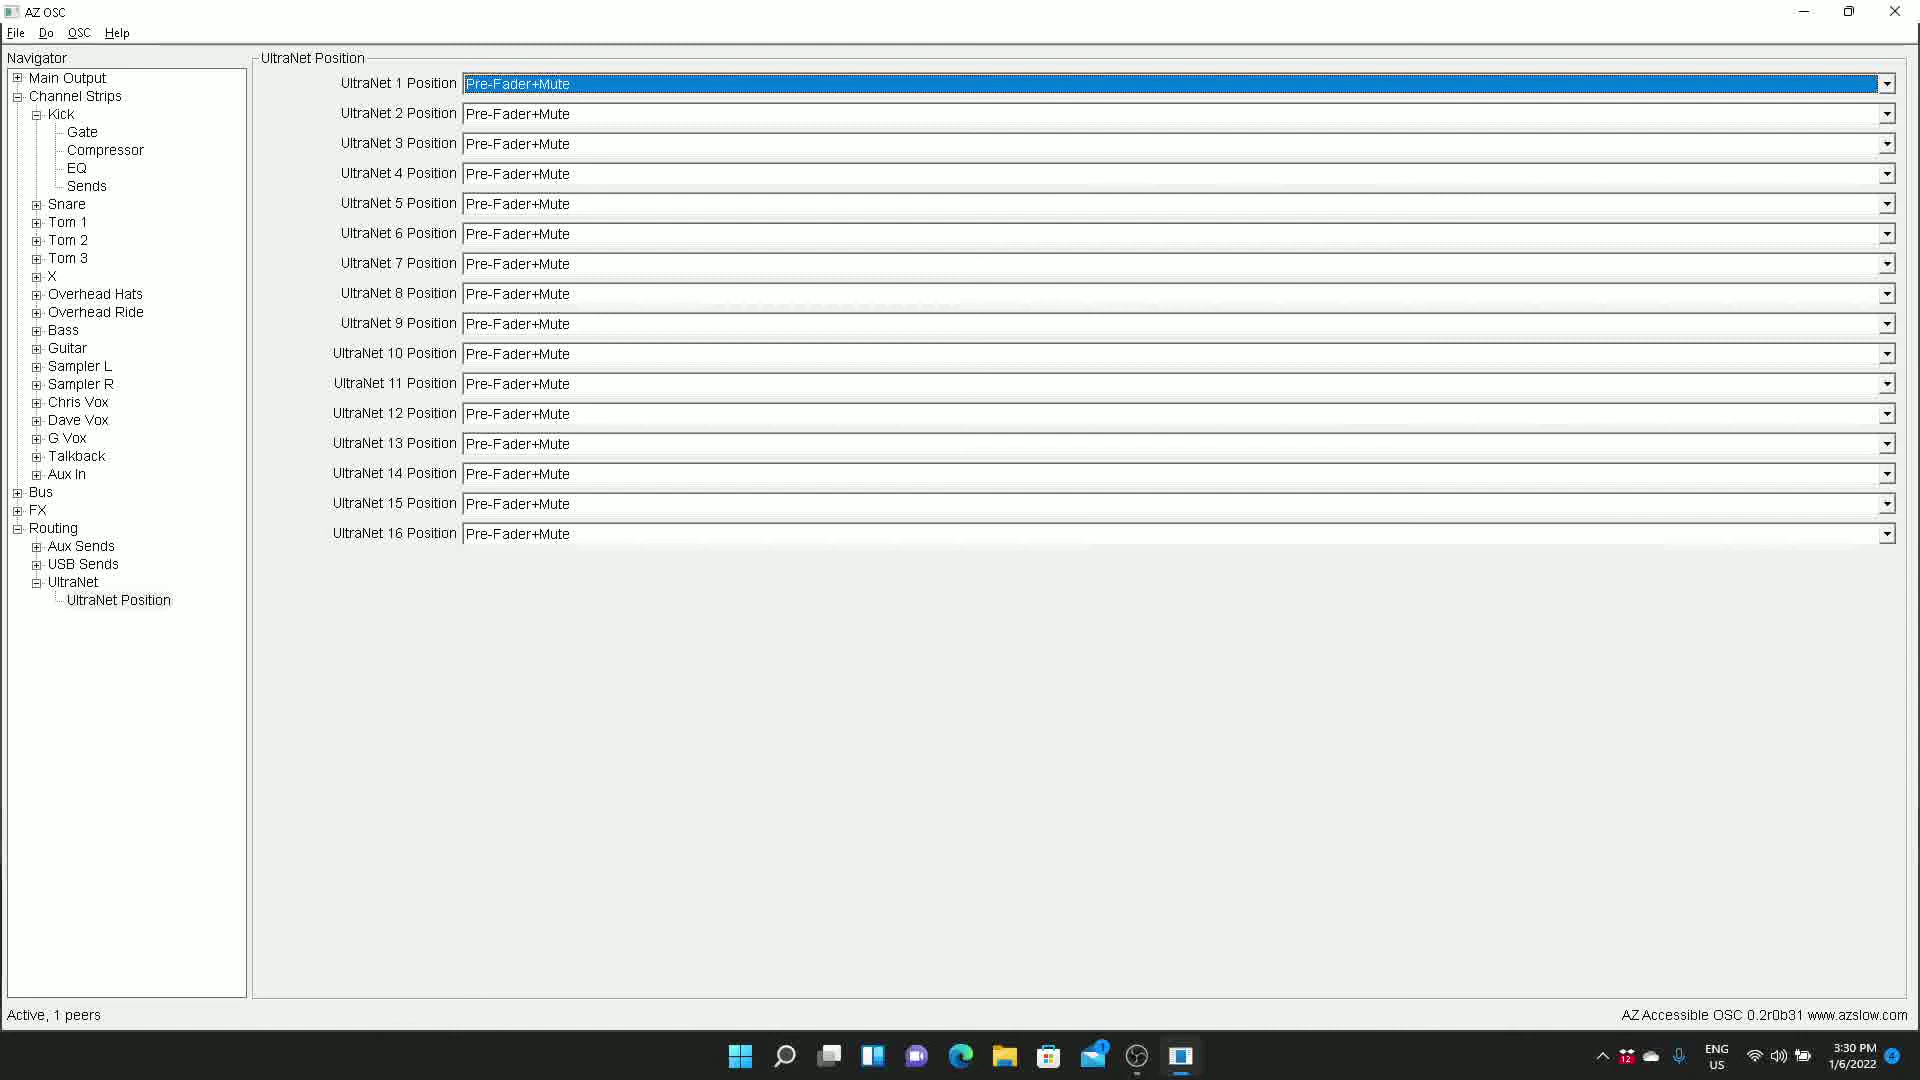 AZ OSC
File Do OSC Help
Navigator
Main Output
Channel Strips
Kick
Gate
Compressor
EQ
Sends
Snare
Tom 1
Tom 2
Tom 3
X
Overhead Hats
Overhead Ride
Bass
Guitar
Sampler L
Sampler R
Chris Vox
Dave Vox
G Vox
Talkback
Aux In
Bus
FX
Routing
Aux Sends
USB Sends
UltraNet
UltraNet Position
UltraNet Position
UltraNet 1 Position Pre-Fader+Mute
UltraNet 2 Position Pre-Fader+Mute
UltraNet 3 Position Pre-Fader+Mute
UltraNet 4 Position Pre-Fader+Mute
UltraNet 5 Position Pre-Fader+Mute
UltraNet 6 Position Pre-Fader+Mute
UltraNet 7 Position Pre-Fader+Mute
UltraNet 8 Position Pre-Fader+Mute
UltraNet 9 Position Pre-Fader+Mute
UltraNet 10 Position Pre-Fader+Mute
UltraNet 11 Position Pre-Fader+Mute
UltraNet 12 Position Pre-Fader+Mute
UltraNet 13 Position Pre-Fader+Mute
UltraNet 14 Position Pre-Fader+Mute
UltraNet 15 Position Pre-Fader+Mute
UltraNet 16 Position Pre-Fader+Mute
Active, 1 peers
AZ Accessible OSC 0.2r0b31 www.azslow.com
1
12
ENG
US
3:30 PM
1/6/2022
4